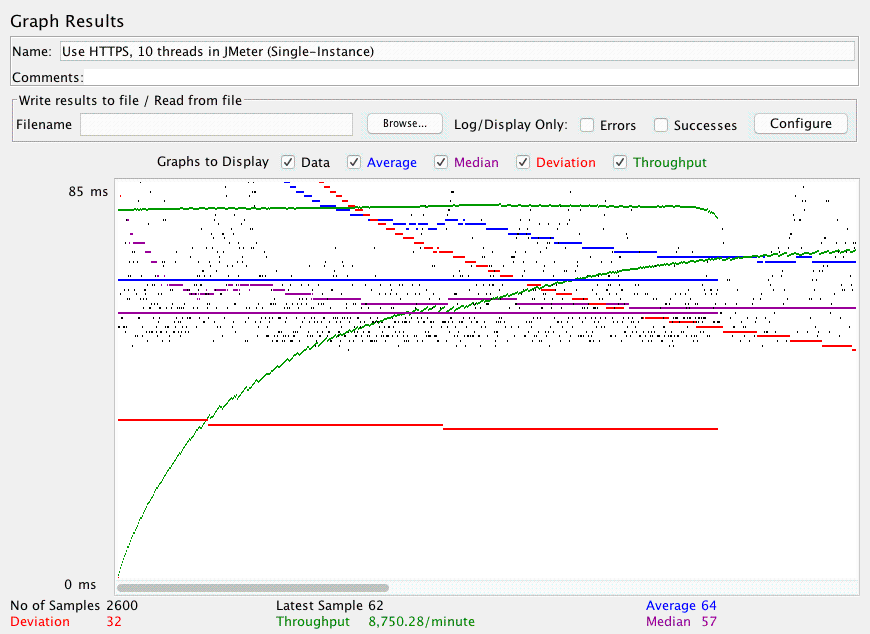 Graph Results
Name: Use HTTPS, 10 threads in JMeter (Single-Instance)
Comments:
Write results to file / Read from file
Filename Browse... Log/Display Only: Errors Successes Configure
Graphs to Display Data Average Median Deviation Throughput
85 ms
0 ms
No of Samples 2600 Latest Sample 62 Average 64
Deviation 32 Throughput 8,750.28/minute Median 57